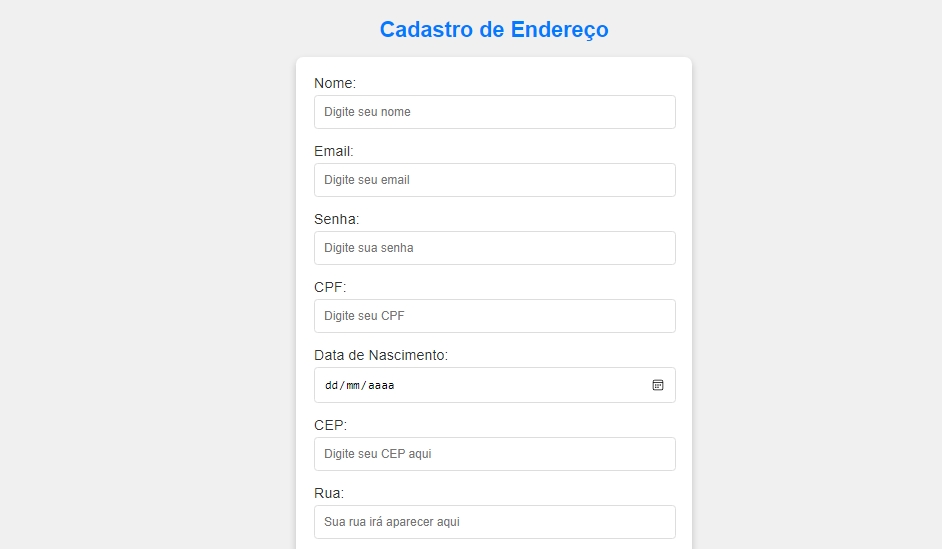 Cadastro de Endereço
Nome:
Digite seu nome
Email:
Digite seu email
Senha:
Digite sua senha
CPF:
Digite seu CPF
Data de Nascimento:
dd/mm/aaaa
CEP:
Digite seu CEP aqui
Rua:
Sua rua irá aparecer aqui